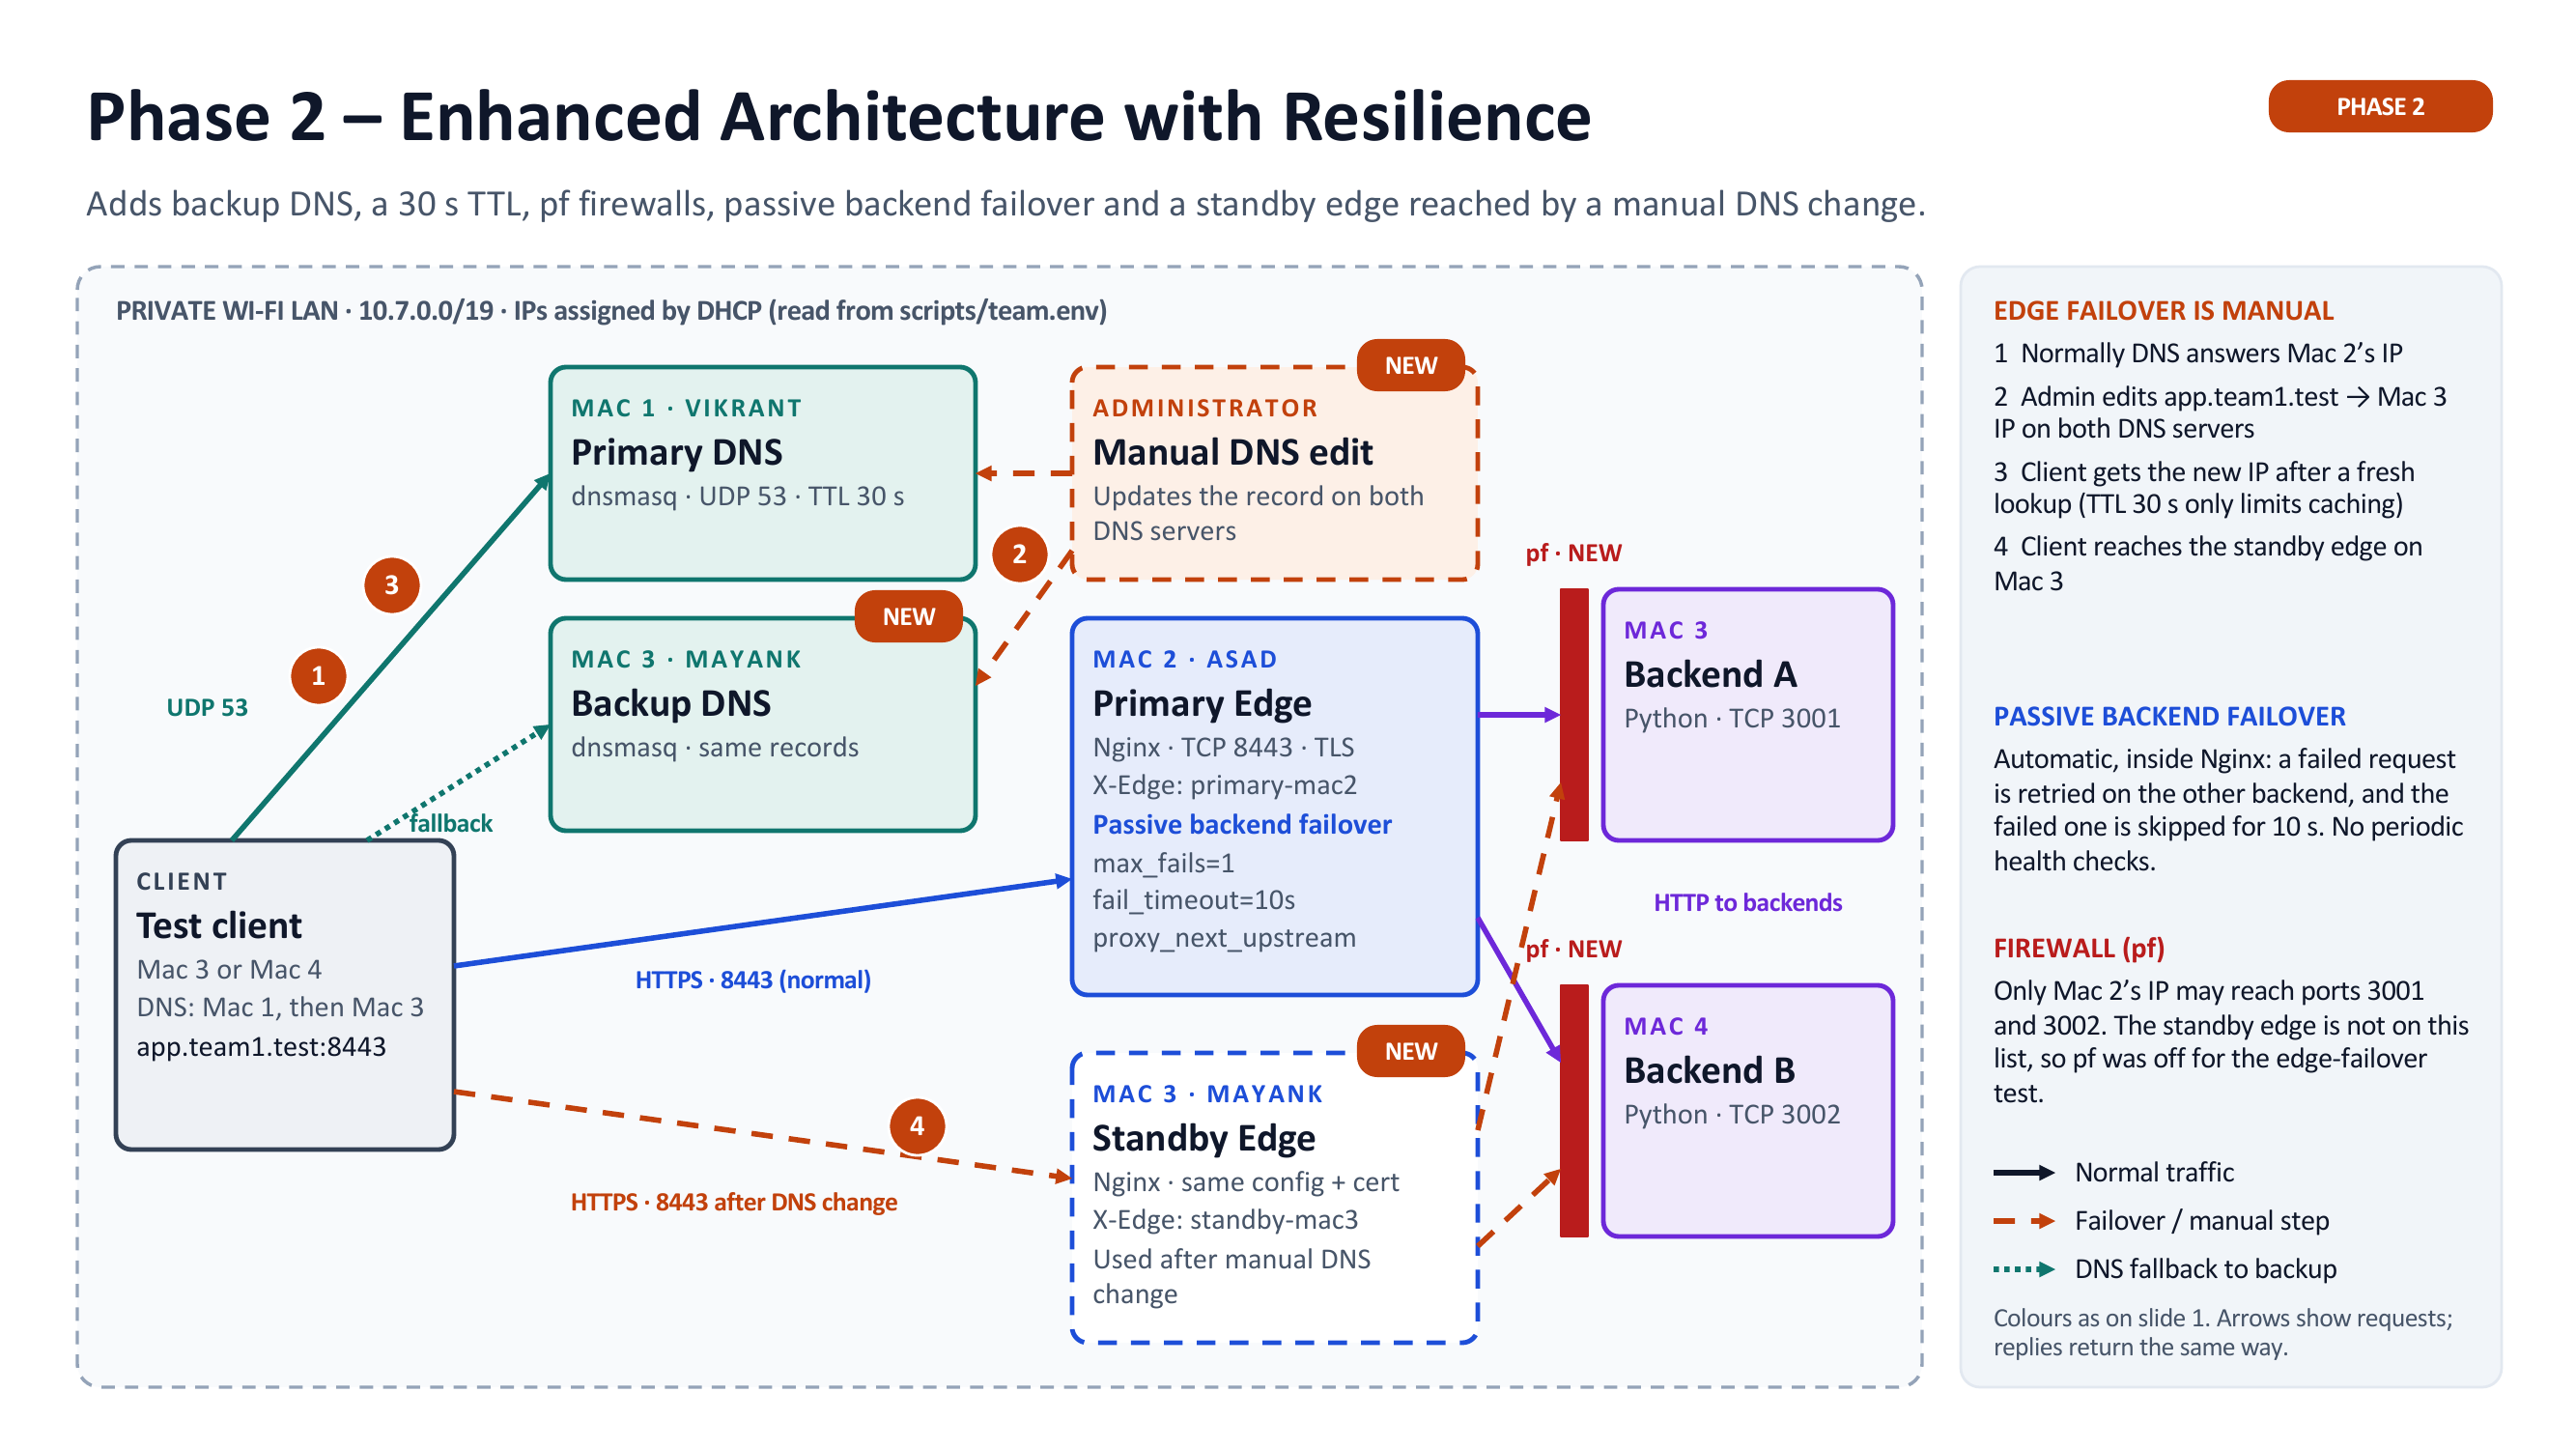 Phase 2 – Enhanced Architecture with Resilience
PHASE 2
Adds backup DNS, a 30 s TTL, pf firewalls, passive backend failover and a standby edge reached by a manual DNS change.
PRIVATE WI-FI LAN · 10.7.0.0/19 · IPs assigned by DHCP (read from scripts/team.env)
MAC 1 · VIKRANT
Primary DNS
dnsmasq · UDP 53 · TTL 30 s
NEW
ADMINISTRATOR
Manual DNS edit
Updates the record on both
DNS servers
2
3
1
UDP 53
fallback
NEW
MAC 3 · MAYANK
Backup DNS
dnsmasq · same records
MAC 2 · ASAD
Primary Edge
Nginx · TCP 8443 · TLS
X-Edge: primary-mac2
Passive backend failover
max_fails=1
fail_timeout=10s
proxy_next_upstream
pf · NEW
MAC 3
Backend A
Python · TCP 3001
HTTP to backends
pf · NEW
MAC 4
Backend B
Python · TCP 3002
CLIENT
Test client
Mac 3 or Mac 4
DNS: Mac 1, then Mac 3
app.team1.test:8443
HTTPS · 8443 (normal)
4
HTTPS · 8443 after DNS change
NEW
MAC 3 · MAYANK
Standby Edge
Nginx · same config + cert
X-Edge: standby-mac3
Used after manual DNS
change
EDGE FAILOVER IS MANUAL
1 Normally DNS answers Mac 2’s IP
2 Admin edits app.team1.test → Mac 3
IP on both DNS servers
3 Client gets the new IP after a fresh
lookup (TTL 30 s only limits caching)
4 Client reaches the standby edge on
Mac 3
PASSIVE BACKEND FAILOVER
Automatic, inside Nginx: a failed request
is retried on the other backend, and the
failed one is skipped for 10 s. No periodic
health checks.
FIREWALL (pf)
Only Mac 2’s IP may reach ports 3001
and 3002. The standby edge is not on this
list, so pf was off for the edge-failover
test.
Normal traffic
Failover / manual step
DNS fallback to backup
Colours as on slide 1. Arrows show requests;
replies return the same way.